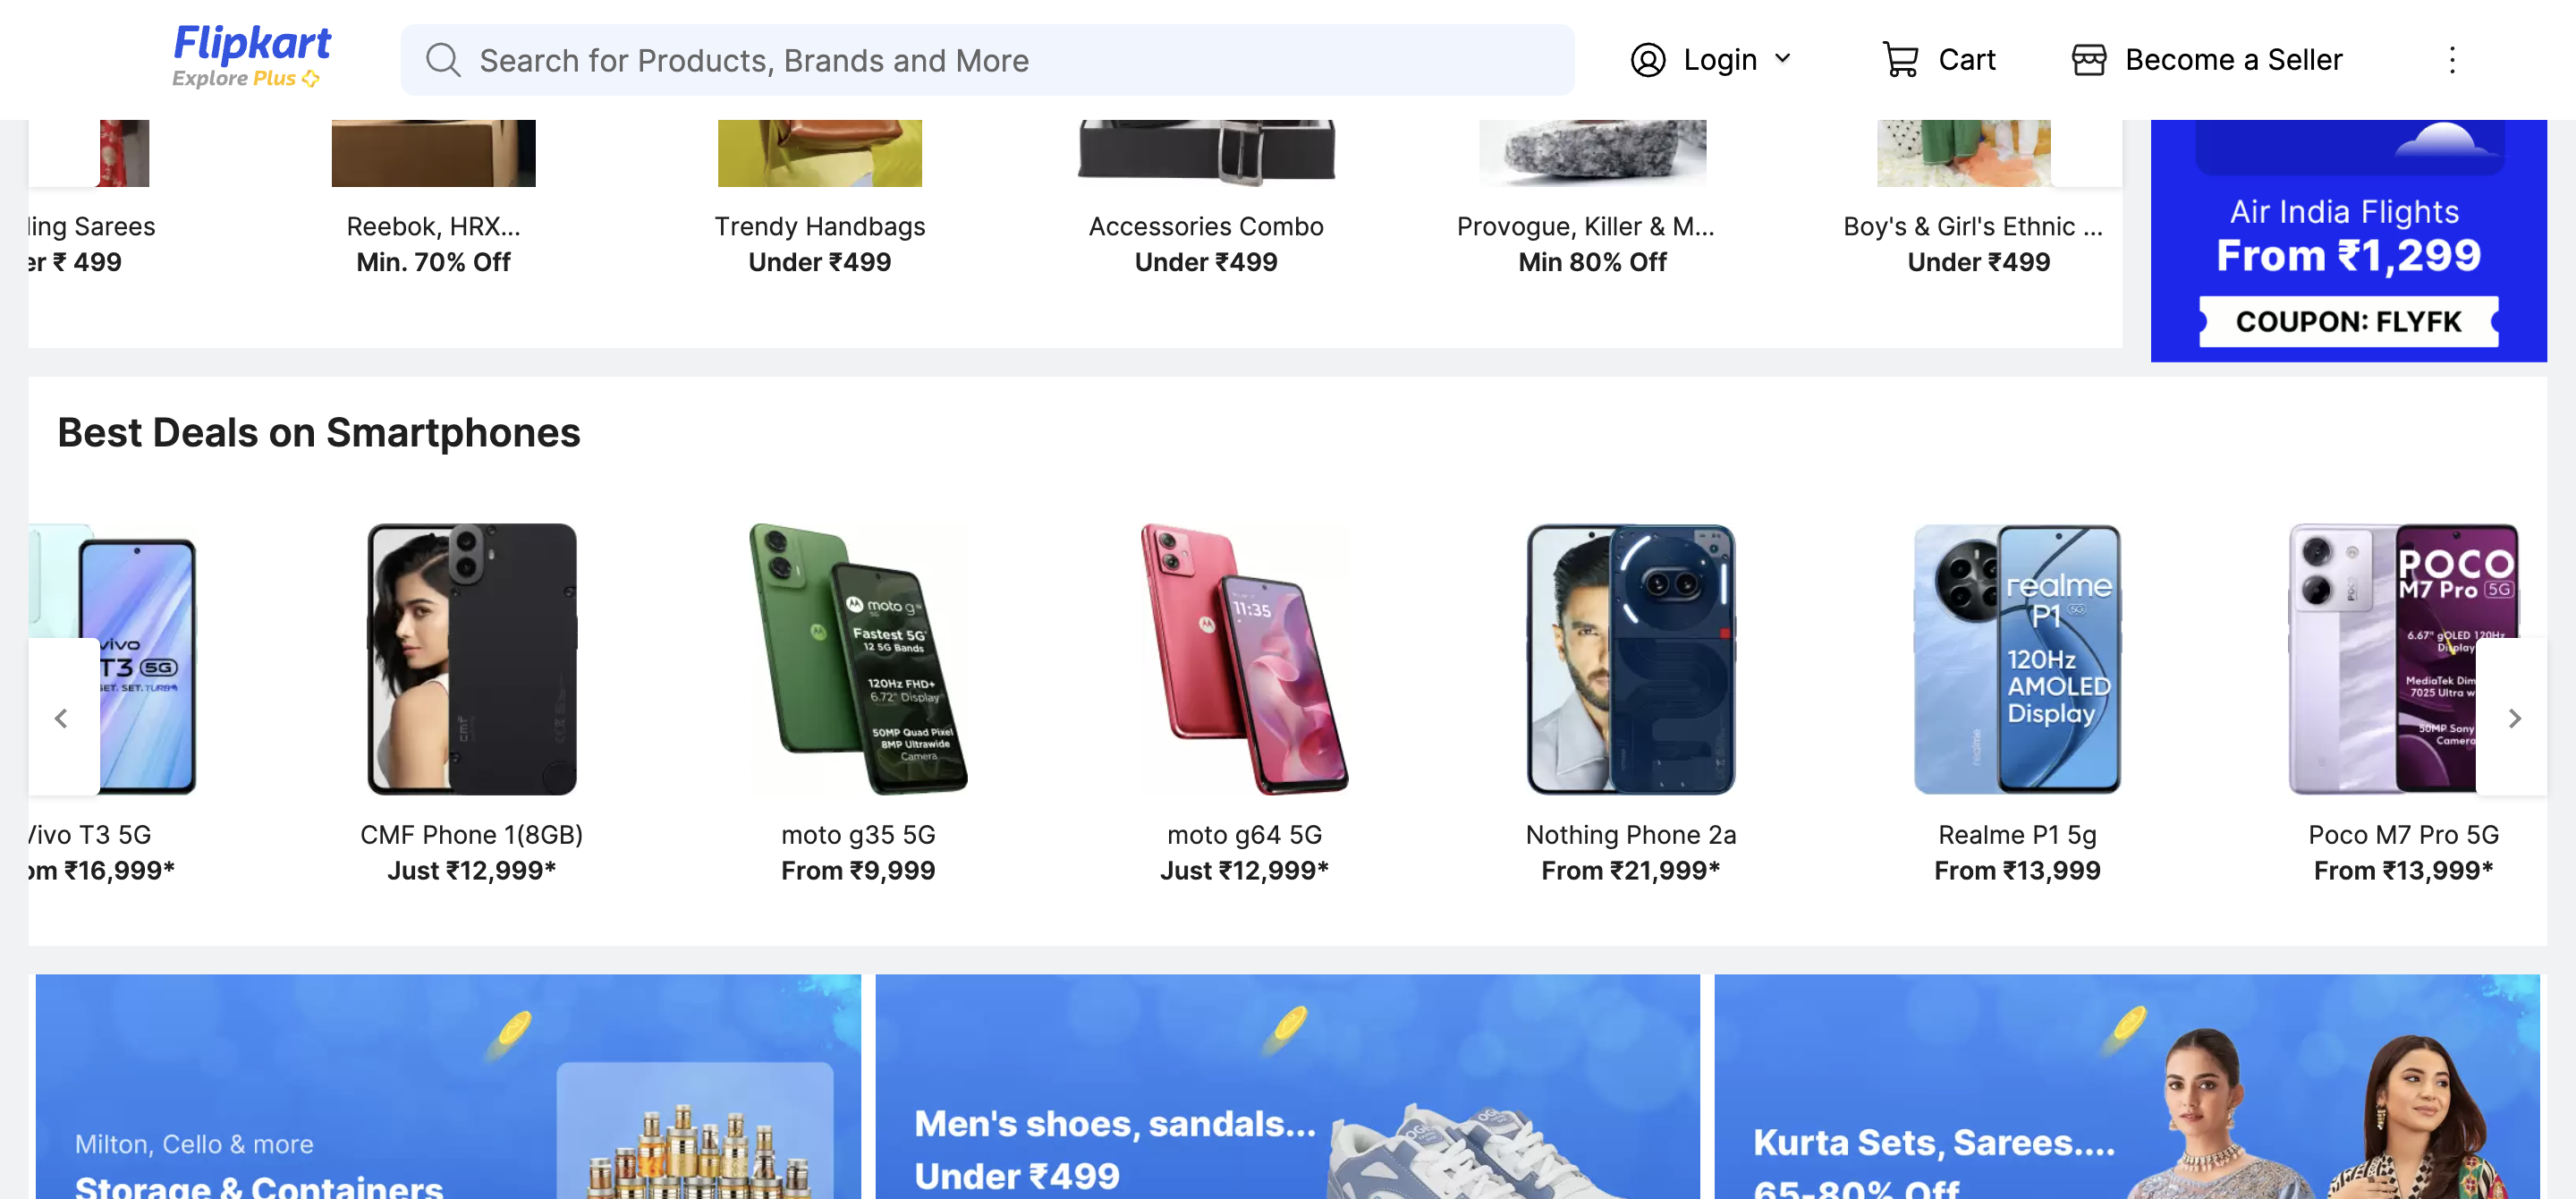 Flipkart
Explore Plus
Search for Products, Brands and More
Login
Cart
Become a Seller
ling Sarees
er ₹ 499
Reebok, HRX...
Min. 70% Off
Trendy Handbags
Under ₹499
Accessories Combo
Under ₹499
Provogue, Killer & M...
Min 80% Off
Boy's & Girl's Ethnic ...
Under ₹499
Air India Flights
From ₹1,299
COUPON: FLYFK
Best Deals on Smartphones
vivo
T3 5G
SET. SET. TURBO
cmf
moto g
5G
Fastest 5G
12 5G Bands
120Hz FHD+
6.72" Display
50MP Quad Pixel
8MP Ultrawide
Camera
11:35
realme
P1 5G
120Hz
AMOLED
Display
realme
POCO
POCO
M7 Pro 5G
6.67" gOLED 120Hz
Display
MediaTek Dim
7025 Ultra w
50MP Sony
Camera
Vivo T3 5G
om ₹16,999*
CMF Phone 1(8GB)
Just ₹12,999*
moto g35 5G
From ₹9,999
moto g64 5G
Just ₹12,999*
Nothing Phone 2a
From ₹21,999*
Realme P1 5g
From ₹13,999
Poco M7 Pro 5G
From ₹13,999*
Milton, Cello & more
Storage & Containers
Men's shoes, sandals...
Under ₹499
Kurta Sets, Sarees....
65-80% Off